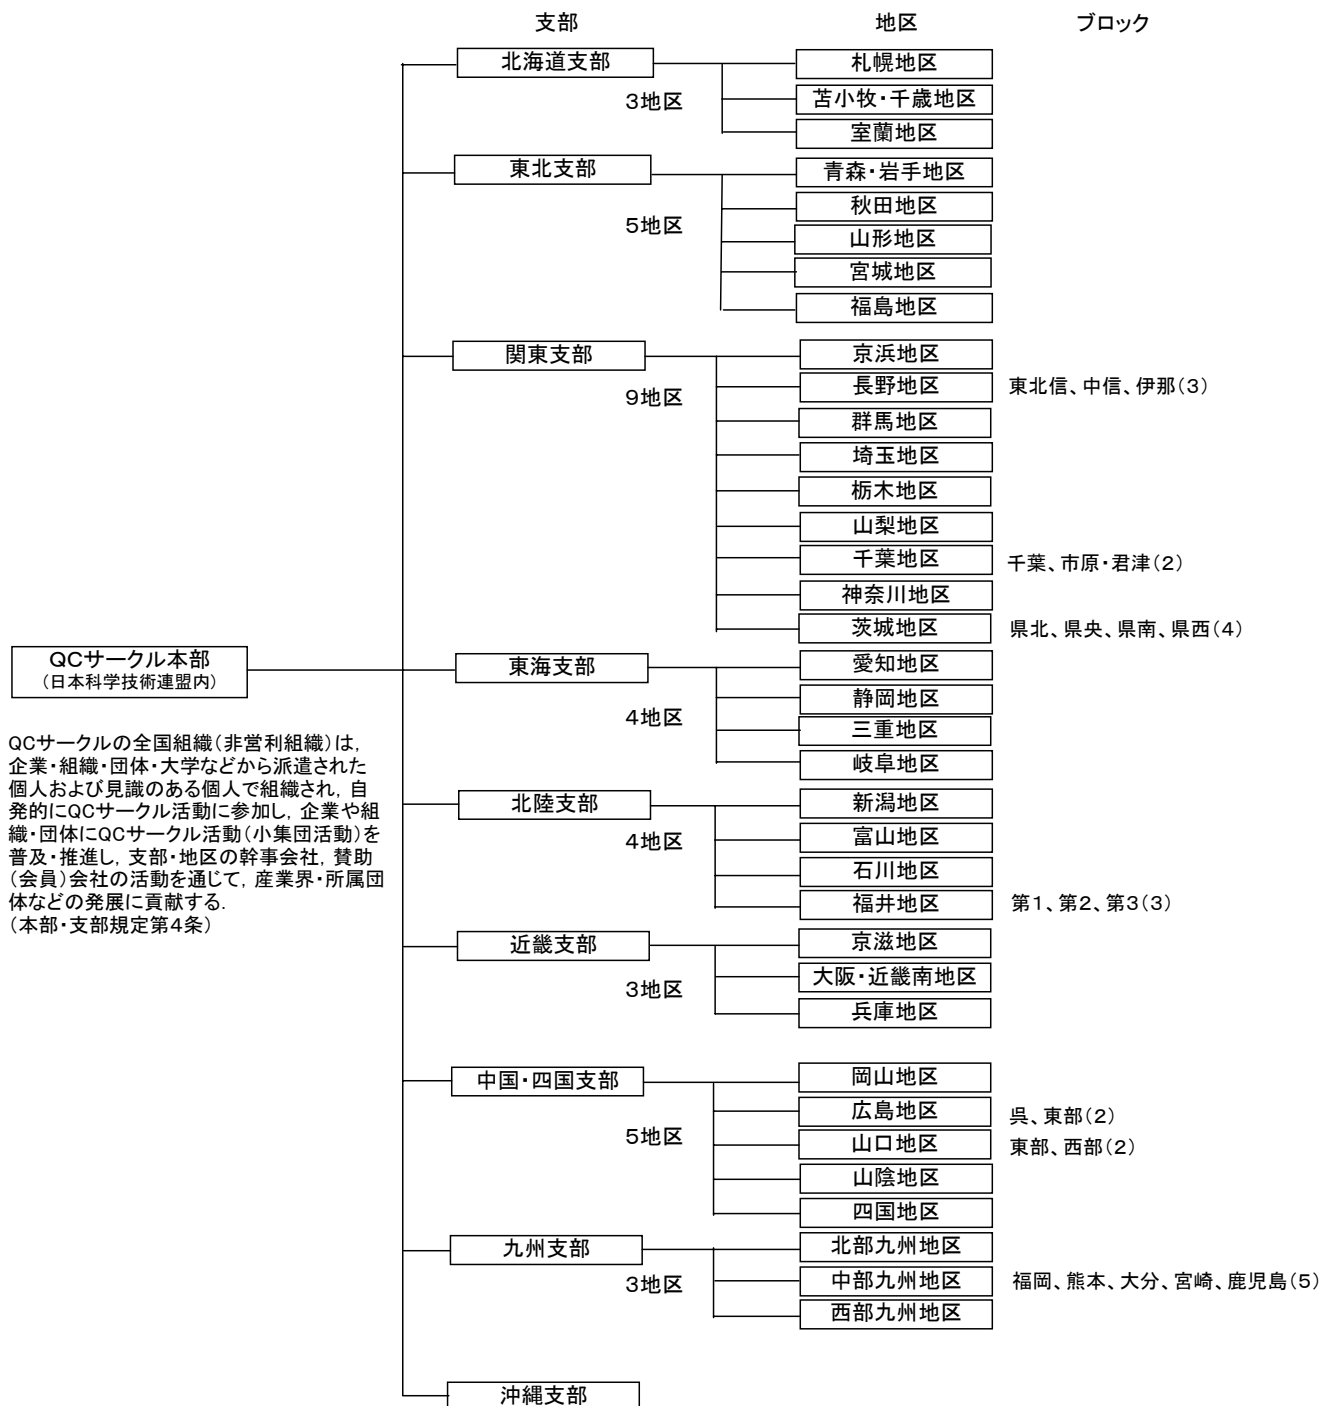 支部 地区 ブロック
北海道支部 札幌地区
3地区 苫小牧・千歳地区
室蘭地区
東北支部 青森・岩手地区
秋田地区
5地区
山形地区
宮城地区
福島地区
関東支部 京浜地区
長野地区 東北信、中信、伊那(3)
9地区
群馬地区
埼玉地区
栃木地区
山梨地区
千葉地区 千葉、市原・君津(2)
神奈川地区
茨城地区 県北、県央、県南、県西(4)
QCサークル本部
(日本科学技術連盟内)
東海支部 愛知地区
静岡地区
4地区
三重地区
岐阜地区
QCサークルの全国組織(非営利組織)は,
企業・組織・団体・大学などから派遣された
個人および見識のある個人で組織され, 自
発的にQCサークル活動に参加し, 企業や組
織・団体にQCサークル活動(小集団活動)を
普及・推進し, 支部・地区の幹事会社, 賛助
(会員)会社の活動を通じて, 産業界・所属団
体などの発展に貢献する.
(本部・支部規定第4条)
北陸支部 新潟地区
4地区 富山地区
石川地区
福井地区 第1、第2、第3(3)
近畿支部 京滋地区
大阪・近畿南地区
3地区
兵庫地区
中国・四国支部 岡山地区
広島地区 呉、東部(2)
5地区
山口地区 東部、西部(2)
山陰地区
四国地区
九州支部 北部九州地区
3地区 中部九州地区 福岡、熊本、大分、宮崎、鹿児島(5)
西部九州地区
沖縄支部